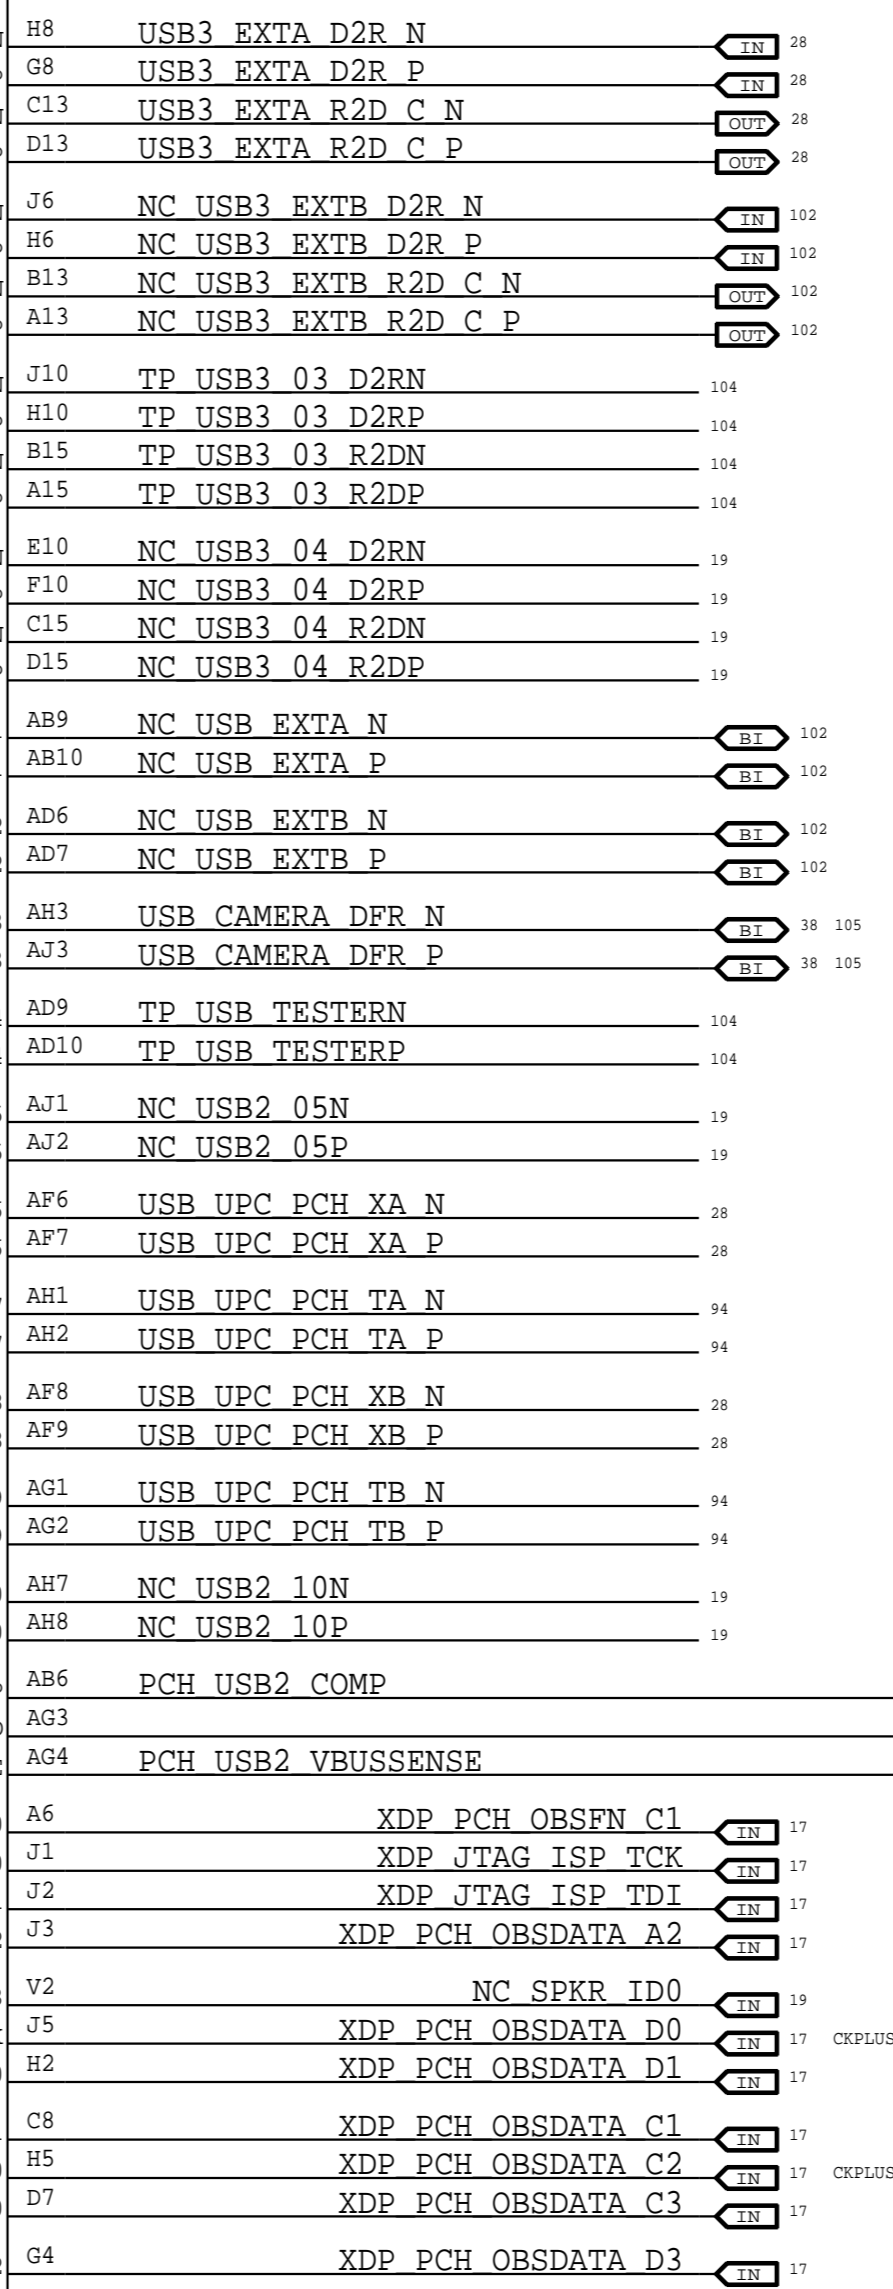 H8 USB3_EXTA_D2R_N IN 28
G8 USB3_EXTA_D2R_P IN 28
C13 USB3_EXTA_R2D_C_N OUT 28
D13 USB3_EXTA_R2D_C_P OUT 28
J6 NC_USB3_EXTB_D2R_N IN 102
H6 NC_USB3_EXTB_D2R_P IN 102
B13 NC_USB3_EXTB_R2D_C_N OUT 102
A13 NC_USB3_EXTB_R2D_C_P OUT 102
J10 TP_USB3_03_D2RN 104
H10 TP_USB3_03_D2RP 104
B15 TP_USB3_03_R2DN 104
A15 TP_USB3_03_R2DP 104
E10 NC_USB3_04_D2RN 19
F10 NC_USB3_04_D2RP 19
C15 NC_USB3_04_R2DN 19
D15 NC_USB3_04_R2DP 19
AB9 NC_USB_EXTA_N BI 102
AB10 NC_USB_EXTA_P BI 102
AD6 NC_USB_EXTB_N BI 102
AD7 NC_USB_EXTB_P BI 102
AH3 USB_CAMERA_DFR_N BI 38 105
AJ3 USB_CAMERA_DFR_P BI 38 105
AD9 TP_USB_TESTERN 104
AD10 TP_USB_TESTERP 104
AJ1 NC_USB2_05N 19
AJ2 NC_USB2_05P 19
AF6 USB_UPC_PCH_XA_N 28
AF7 USB_UPC_PCH_XA_P 28
AH1 USB_UPC_PCH_TA_N 94
AH2 USB_UPC_PCH_TA_P 94
AF8 USB_UPC_PCH_XB_N 28
AF9 USB_UPC_PCH_XB_P 28
AG1 USB_UPC_PCH_TB_N 94
AG2 USB_UPC_PCH_TB_P 94
AH7 NC_USB2_10N 19
AH8 NC_USB2_10P 19
AB6 PCH_USB2_COMP
AG3
AG4 PCH_USB2_VBUSSENSE
A6 XDP_PCH_OBSFN_C1 IN 17
J1 XDP_JTAG_ISP_TCK IN 17
J2 XDP_JTAG_ISP_TDI IN 17
J3 XDP_PCH_OBSDATA_A2 IN 17
V2 NC_SPKR_ID0 IN 19
J5 XDP_PCH_OBSDATA_D0 IN 17 CKPLUS
H2 XDP_PCH_OBSDATA_D1 IN 17
C8 XDP_PCH_OBSDATA_C1 IN 17
H5 XDP_PCH_OBSDATA_C2 IN 17 CKPLUS
D7 XDP_PCH_OBSDATA_C3 IN 17
G4 XDP_PCH_OBSDATA_D3 IN 17